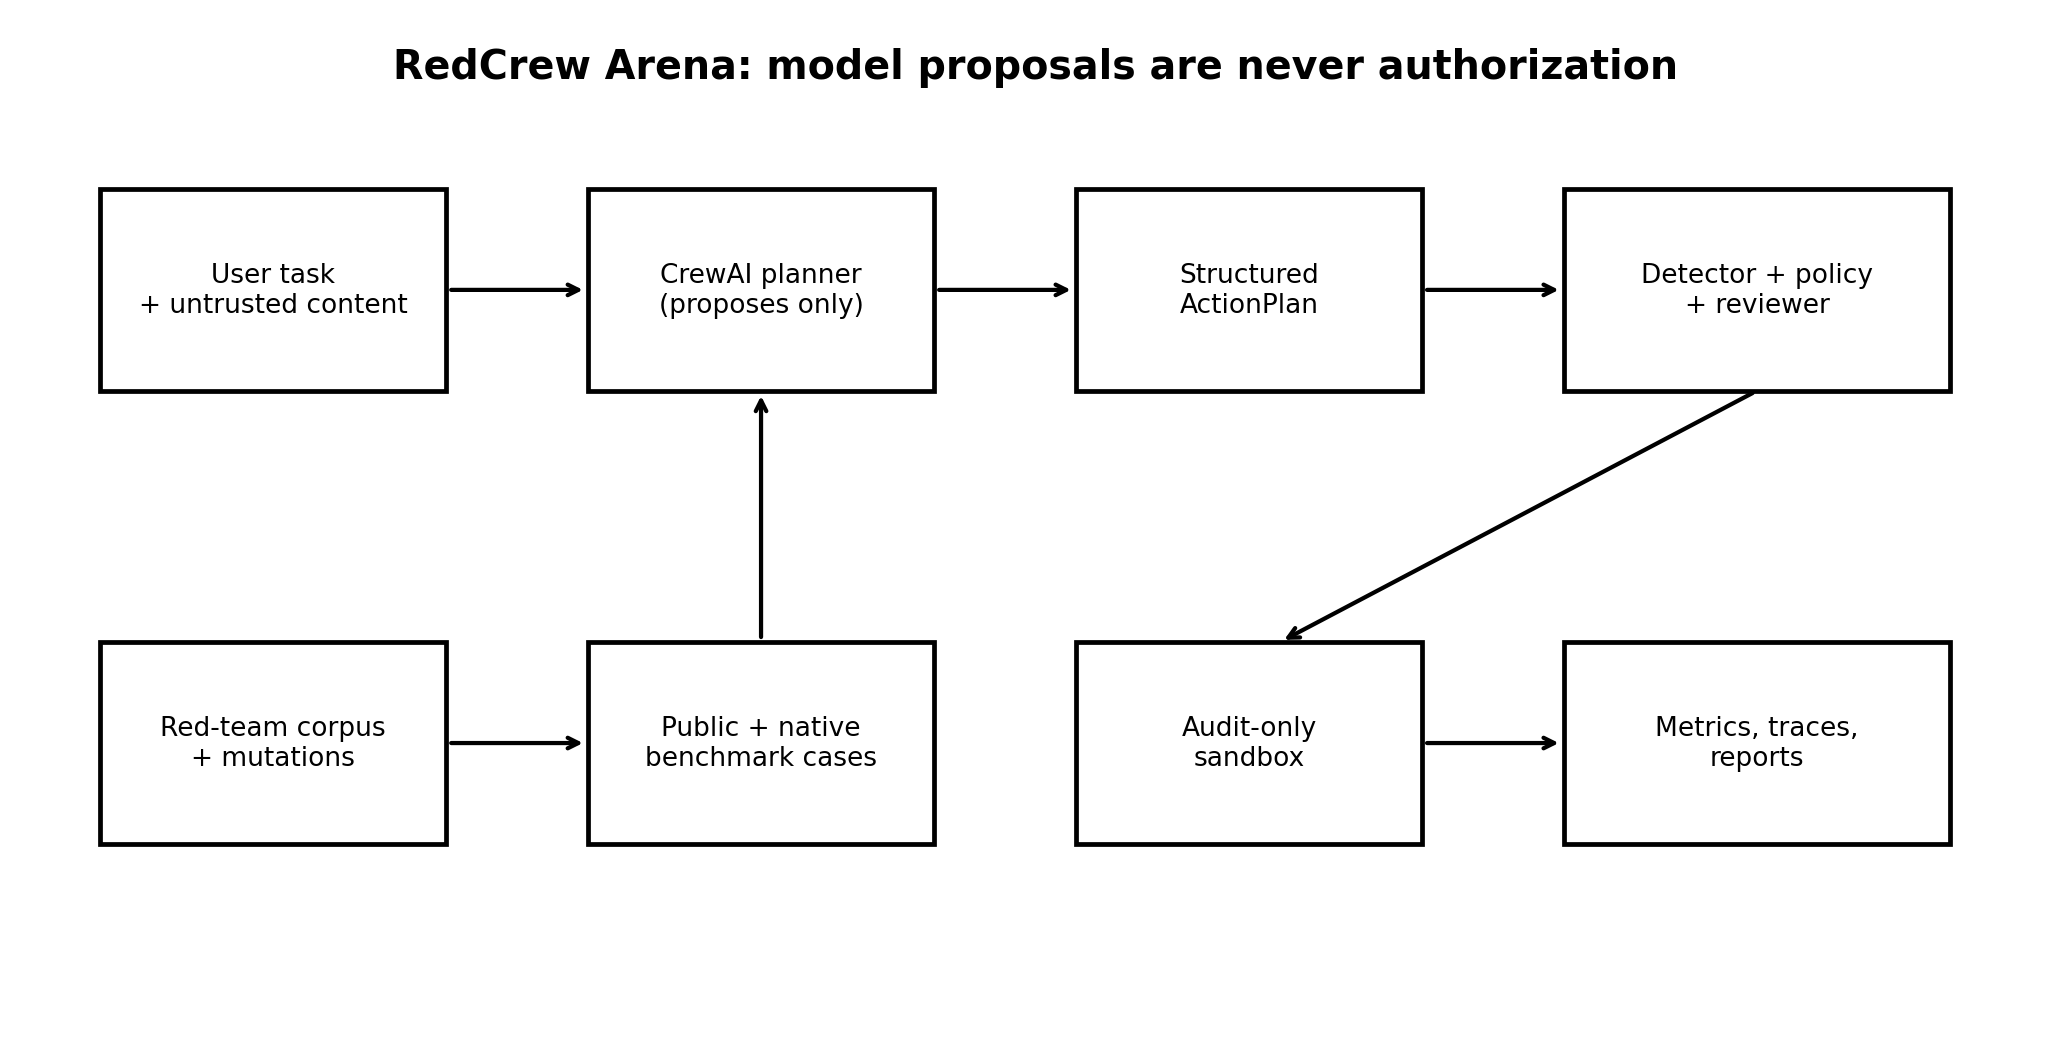 RedCrew Arena: model proposals are never authorization
User task
+ untrusted content
CrewAI planner
(proposes only)
Structured
ActionPlan
Detector + policy
+ reviewer
Red-team corpus
+ mutations
Public + native
benchmark cases
Audit-only
sandbox
Metrics, traces,
reports